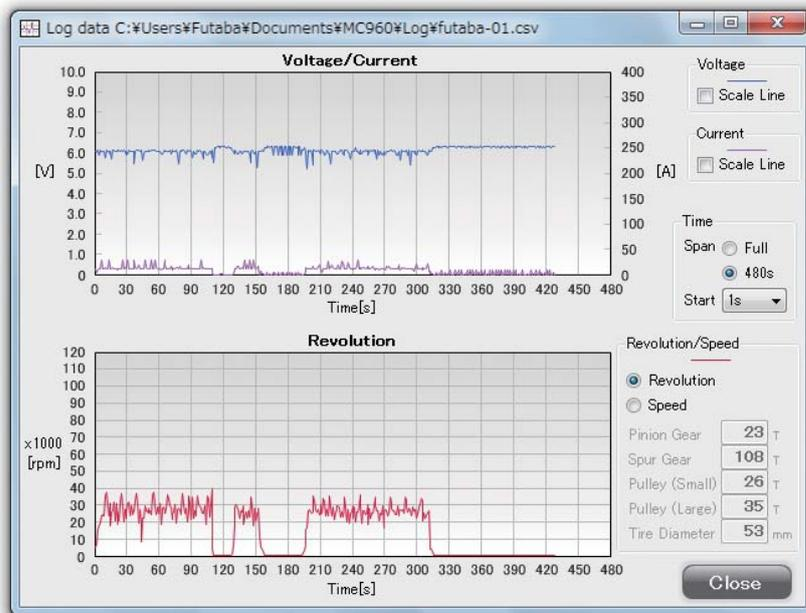 Log data C:¥Users¥Futaba¥Documents¥MC960¥Log¥futaba-01.csv
Voltage/Current
10.0
9.0
8.0
7.0
6.0
5.0
4.0
3.0
2.0
1.0
0.0
[V]
400
350
300
250
200
150
100
50
0
[A]
0 30 60 90 120 150 180 210 240 270 300 330 360 390 420 450 480
Time[s]
Voltage
Scale Line
Current
Scale Line
Time
Span Full
480s
Start 1s
Revolution
120
110
100
90
80
70
60
50
40
30
20
10
0
×1000
[rpm]
0 30 60 90 120 150 180 210 240 270 300 330 360 390 420 450 480
Time[s]
Revolution/Speed
Revolution
Speed
Pinion Gear 23 T
Spur Gear 108 T
Pulley (Small) 26 T
Pulley (Large) 35 T
Tire Diameter 53 mm
Close